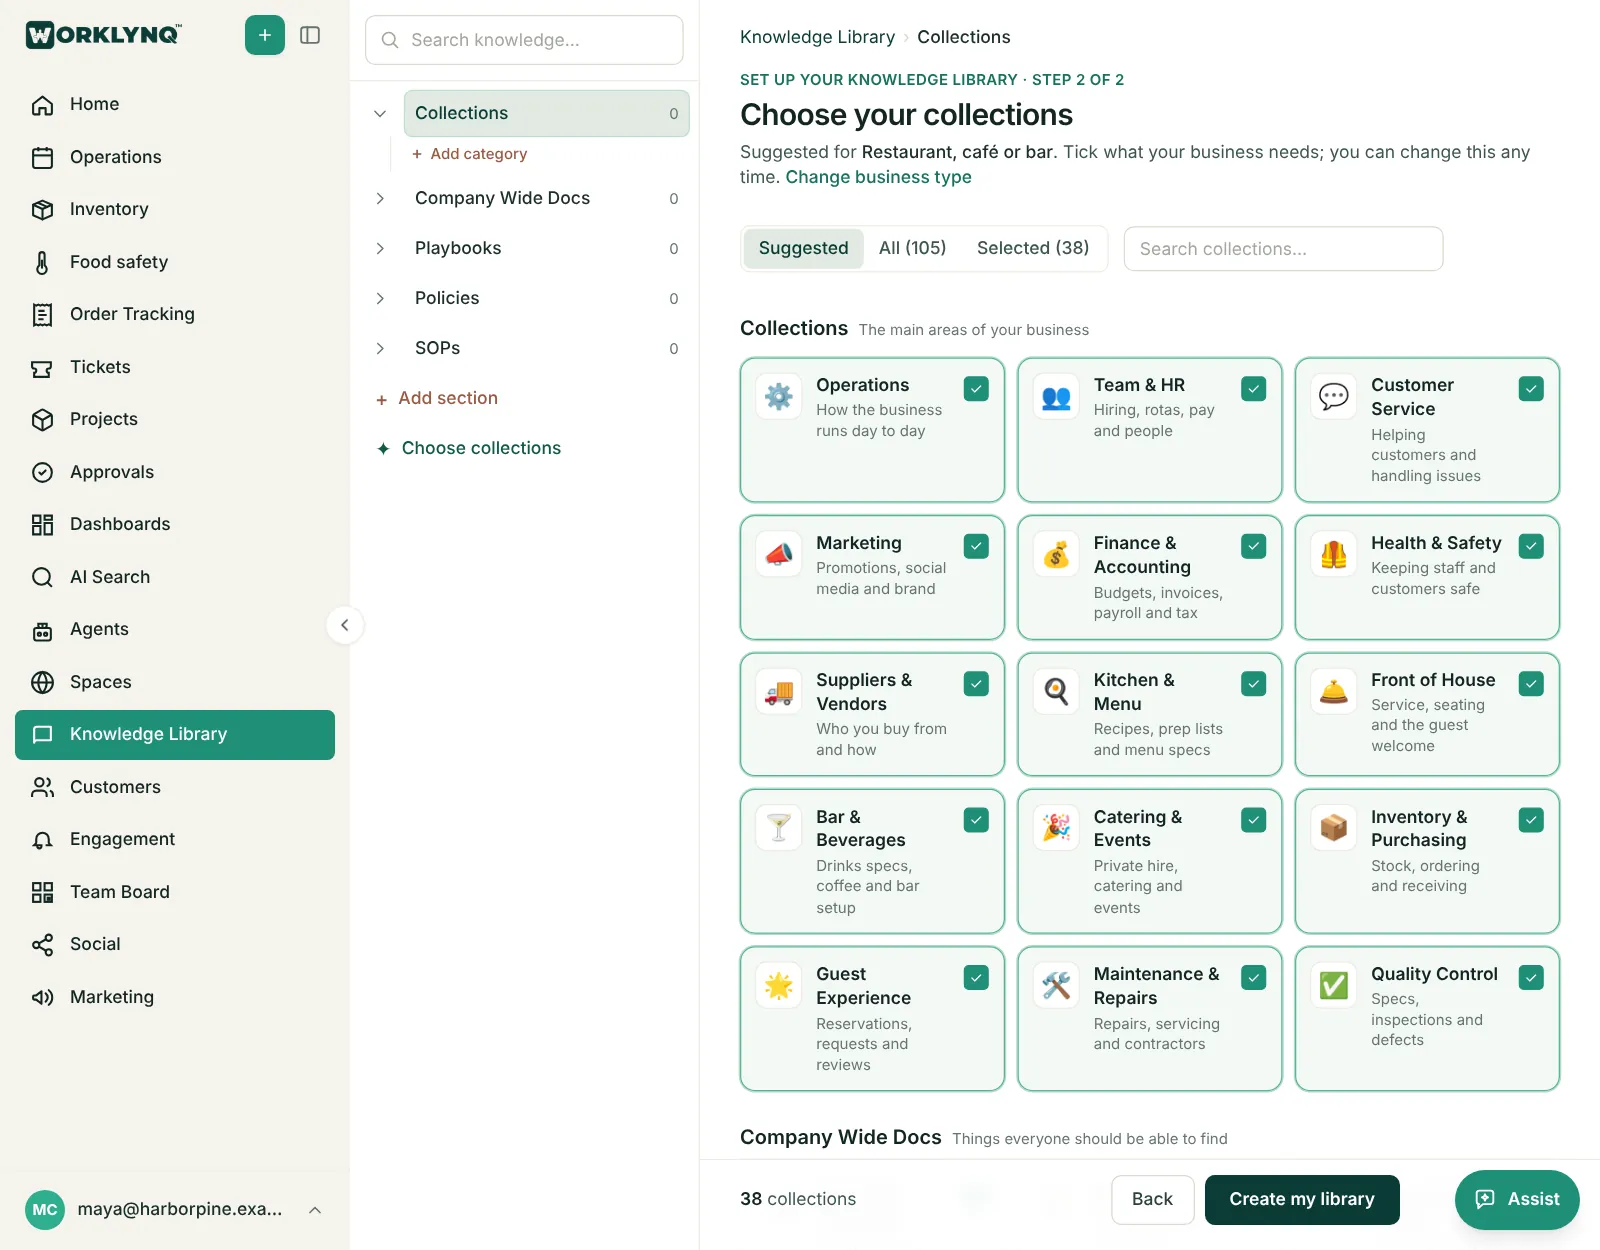 WORKLYNQ™
Home
Operations
Inventory
Food safety
Order Tracking
Tickets
Projects
Approvals
Dashboards
AI Search
Agents
Spaces
Knowledge Library
Customers
Engagement
Team Board
Social
Marketing
MC maya@harborpine.exa...
Search knowledge...
Collections 0
+ Add category
Company Wide Docs 0
Playbooks 0
Policies 0
SOPs 0
+ Add section
Choose collections
Knowledge Library › Collections
SET UP YOUR KNOWLEDGE LIBRARY · STEP 2 OF 2
Choose your collections
Suggested for Restaurant, café or bar. Tick what your business needs; you can change this any
time. Change business type
Suggested All (105) Selected (38) Search collections...
Collections The main areas of your business
Operations
How the business
runs day to day
Team & HR
Hiring, rotas, pay
and people
Customer
Service
Helping
customers and
handling issues
Marketing
Promotions, social
media and brand
Finance &
Accounting
Budgets, invoices,
payroll and tax
Health & Safety
Keeping staff and
customers safe
Suppliers &
Vendors
Who you buy from
and how
Kitchen &
Menu
Recipes, prep lists
and menu specs
Front of House
Service, seating
and the guest
welcome
Bar &
Beverages
Drinks specs,
coffee and bar
setup
Catering &
Events
Private hire,
catering and
events
Inventory &
Purchasing
Stock, ordering
and receiving
Guest
Experience
Reservations,
requests and
reviews
Maintenance &
Repairs
Repairs, servicing
and contractors
Quality Control
Specs,
inspections and
defects
Company Wide Docs Things everyone should be able to find
38 collections
Back
Create my library
Assist